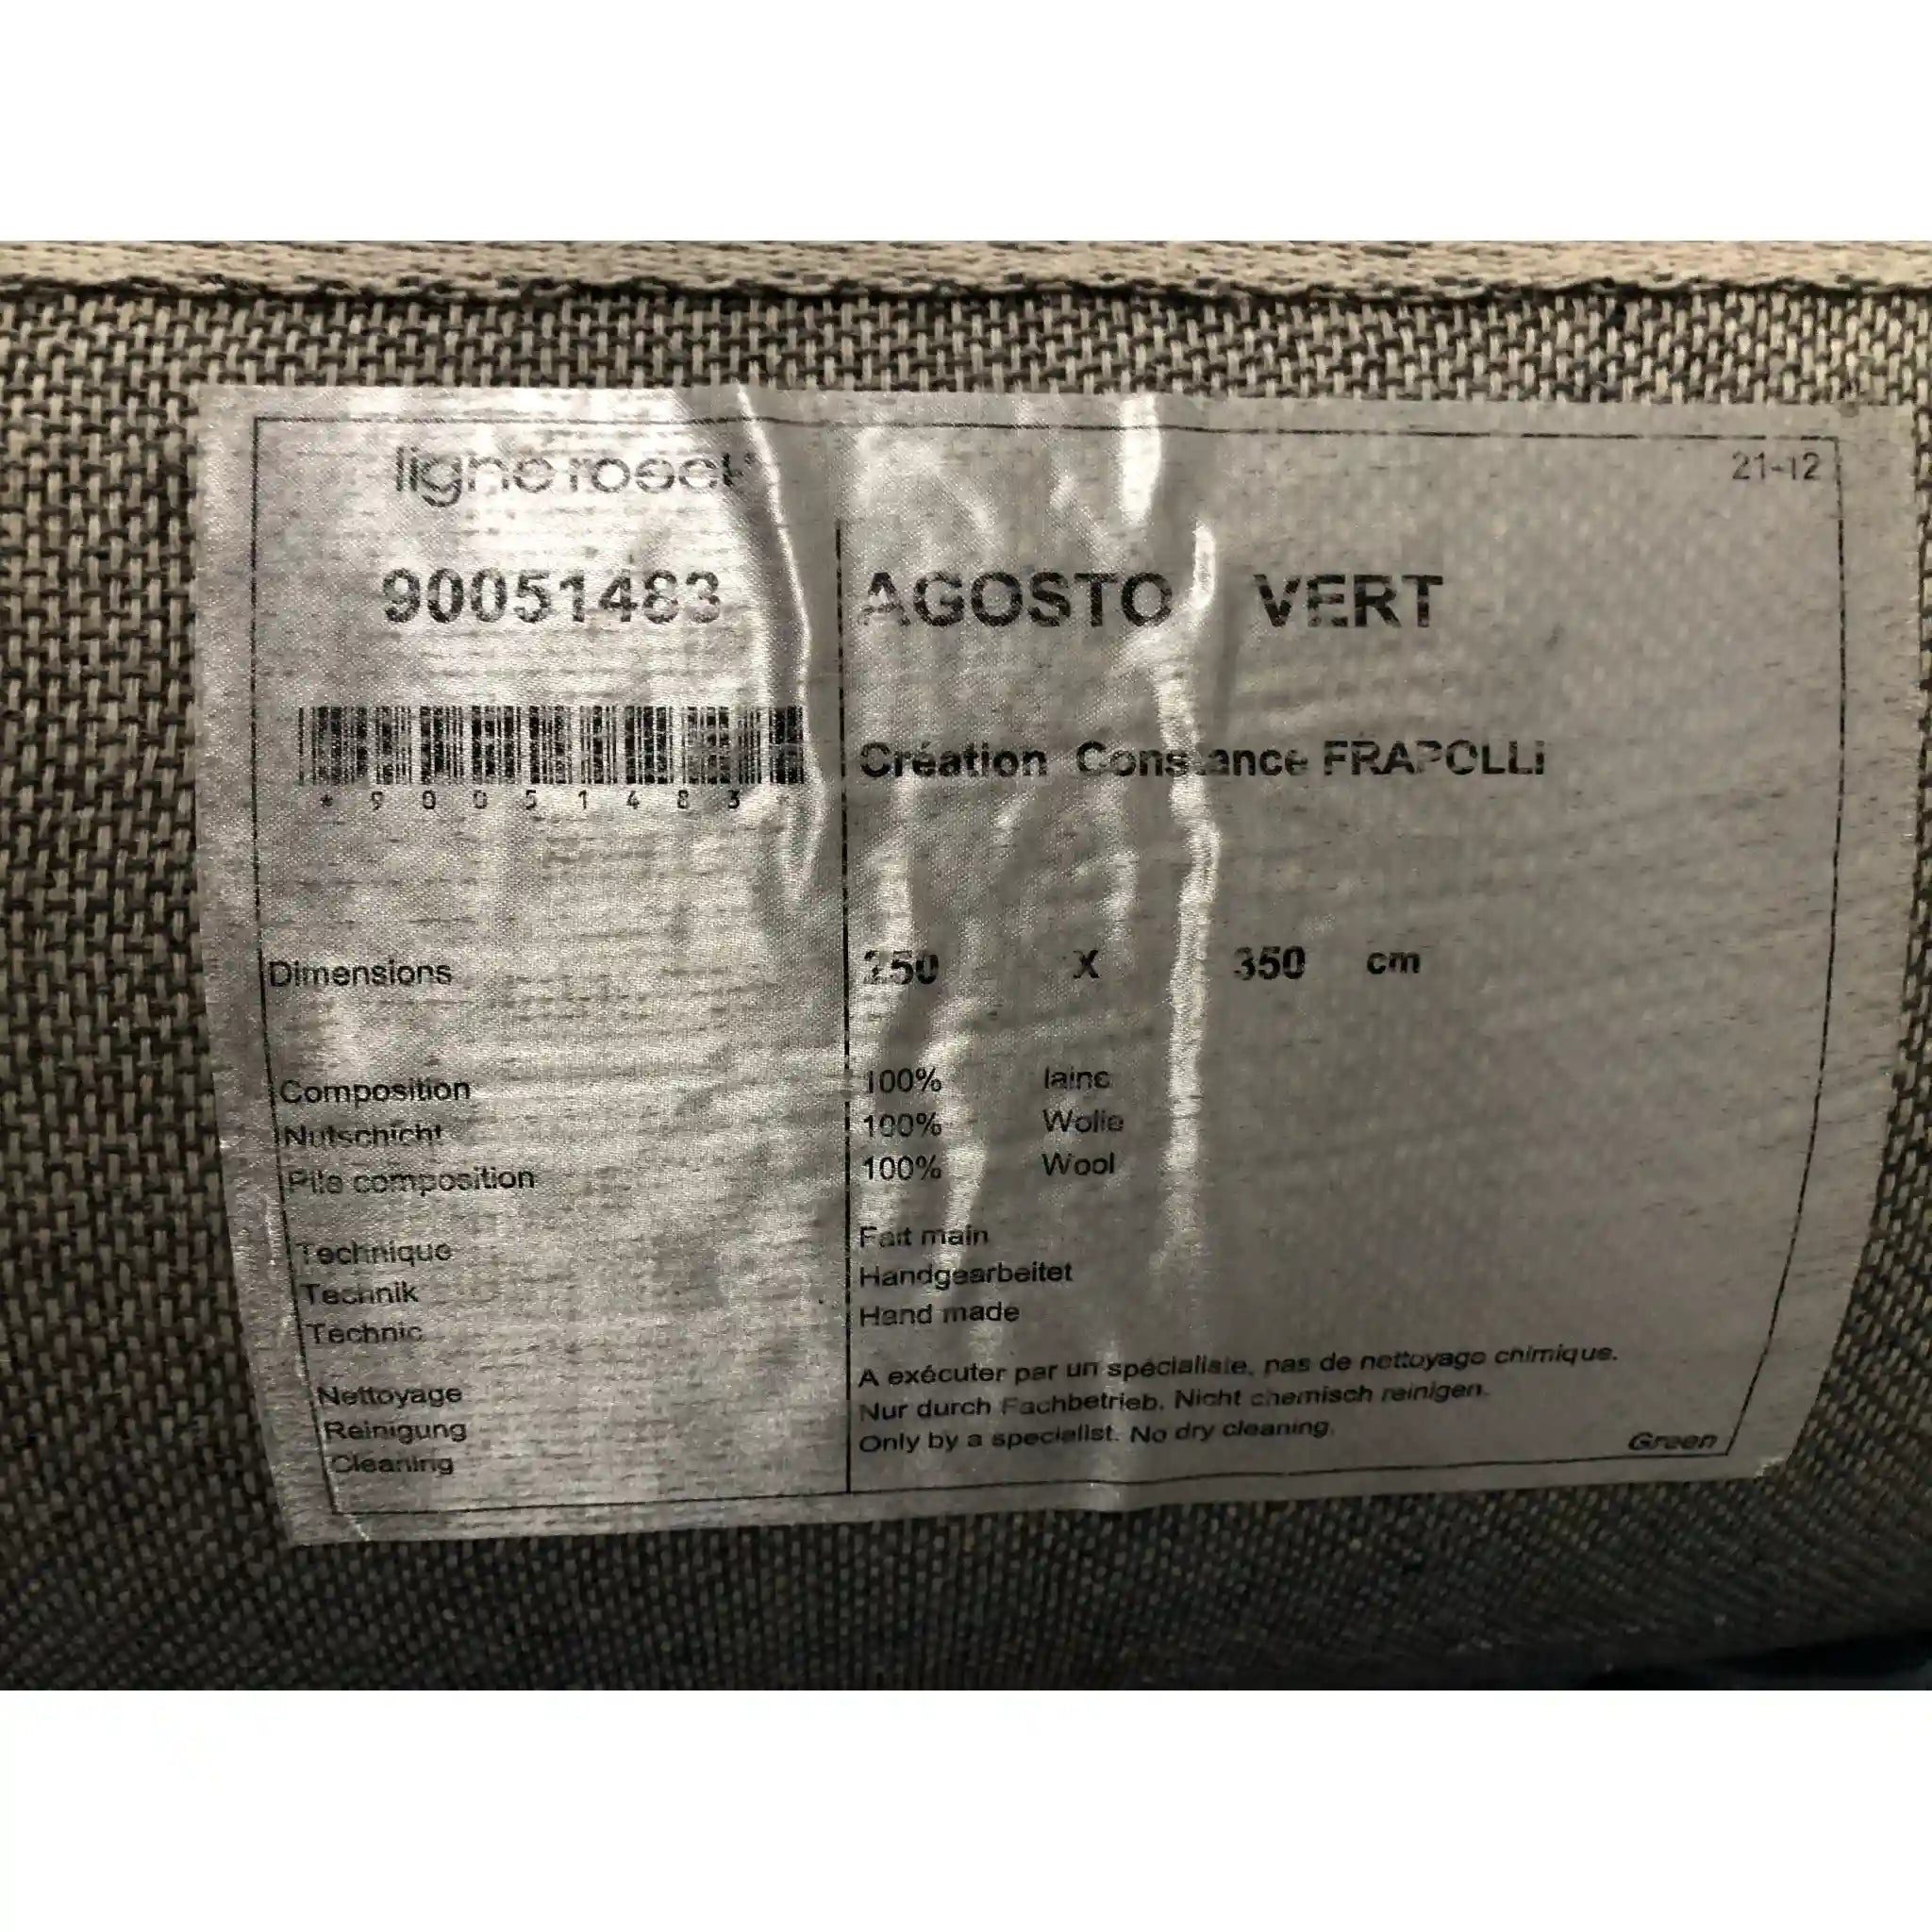 ligne roset®
21-12
90051483
AGOSTO VERT
*90051483*
Création Constance FRAPOLLI
Dimensions 250 X 350 cm
Composition 100% laine
Nutschicht 100% Wolle
Pile composition 100% Wool
Technique Fait main
Technik Handgearbeitet
Technic Hand made
Nettoyage A exécuter par un spécialiste, pas de nettoyage chimique.
Reinigung Nur durch Fachbetrieb. Nicht chemisch reinigen.
Cleaning Only by a specialist. No dry cleaning.
Green